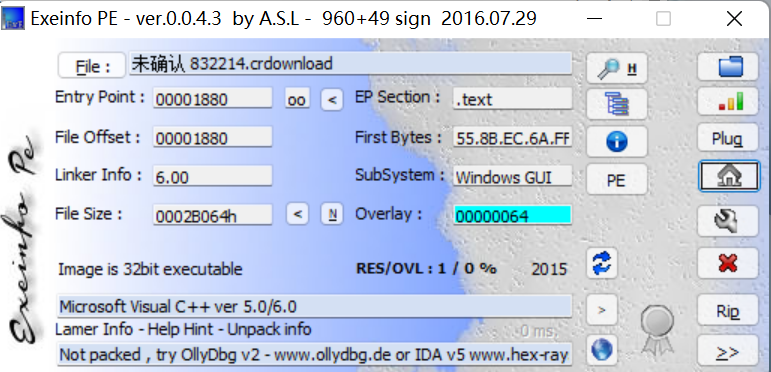 Exeinfo PE - ver.0.0.4.3 by A.S.L - 960+49 sign 2016.07.29
File : 未确认 832214.crdownload H
Entry Point : 00001880 oo < EP Section : .text
File Offset : 00001880 First Bytes : 55.8B.EC.6A.FF Plug
Linker Info : 6.00 SubSystem : Windows GUI PE
File Size : 0002B064h < N Overlay : 00000064
Image is 32bit executable RES/OVL : 1 / 0 % 2015
Microsoft Visual C++ ver 5.0/6.0 > Rip
Lamer Info - Help Hint - Unpack info 0 ms.
Not packed , try OllyDbg v2 - www.ollydbg.de or IDA v5 www.hex-ray >>
Exeinfo Pe